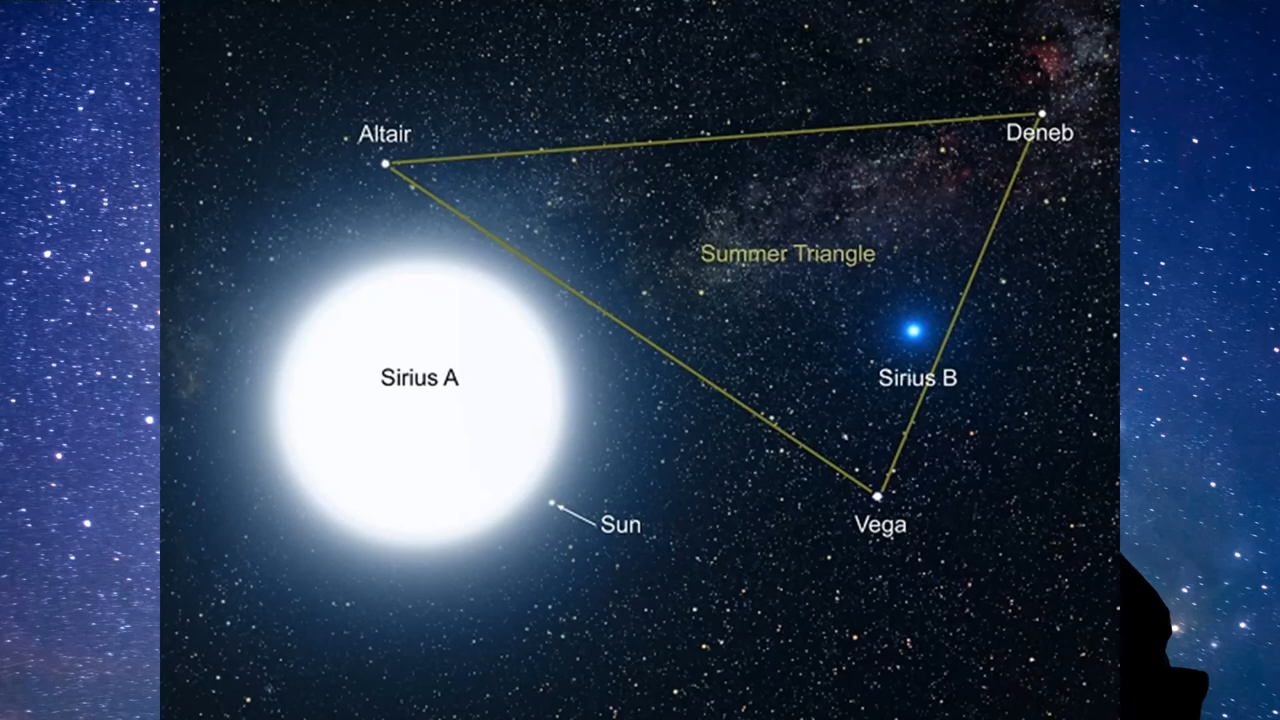 Altair
Deneb
Summer Triangle
Sirius A
Sirius B
Sun
Vega